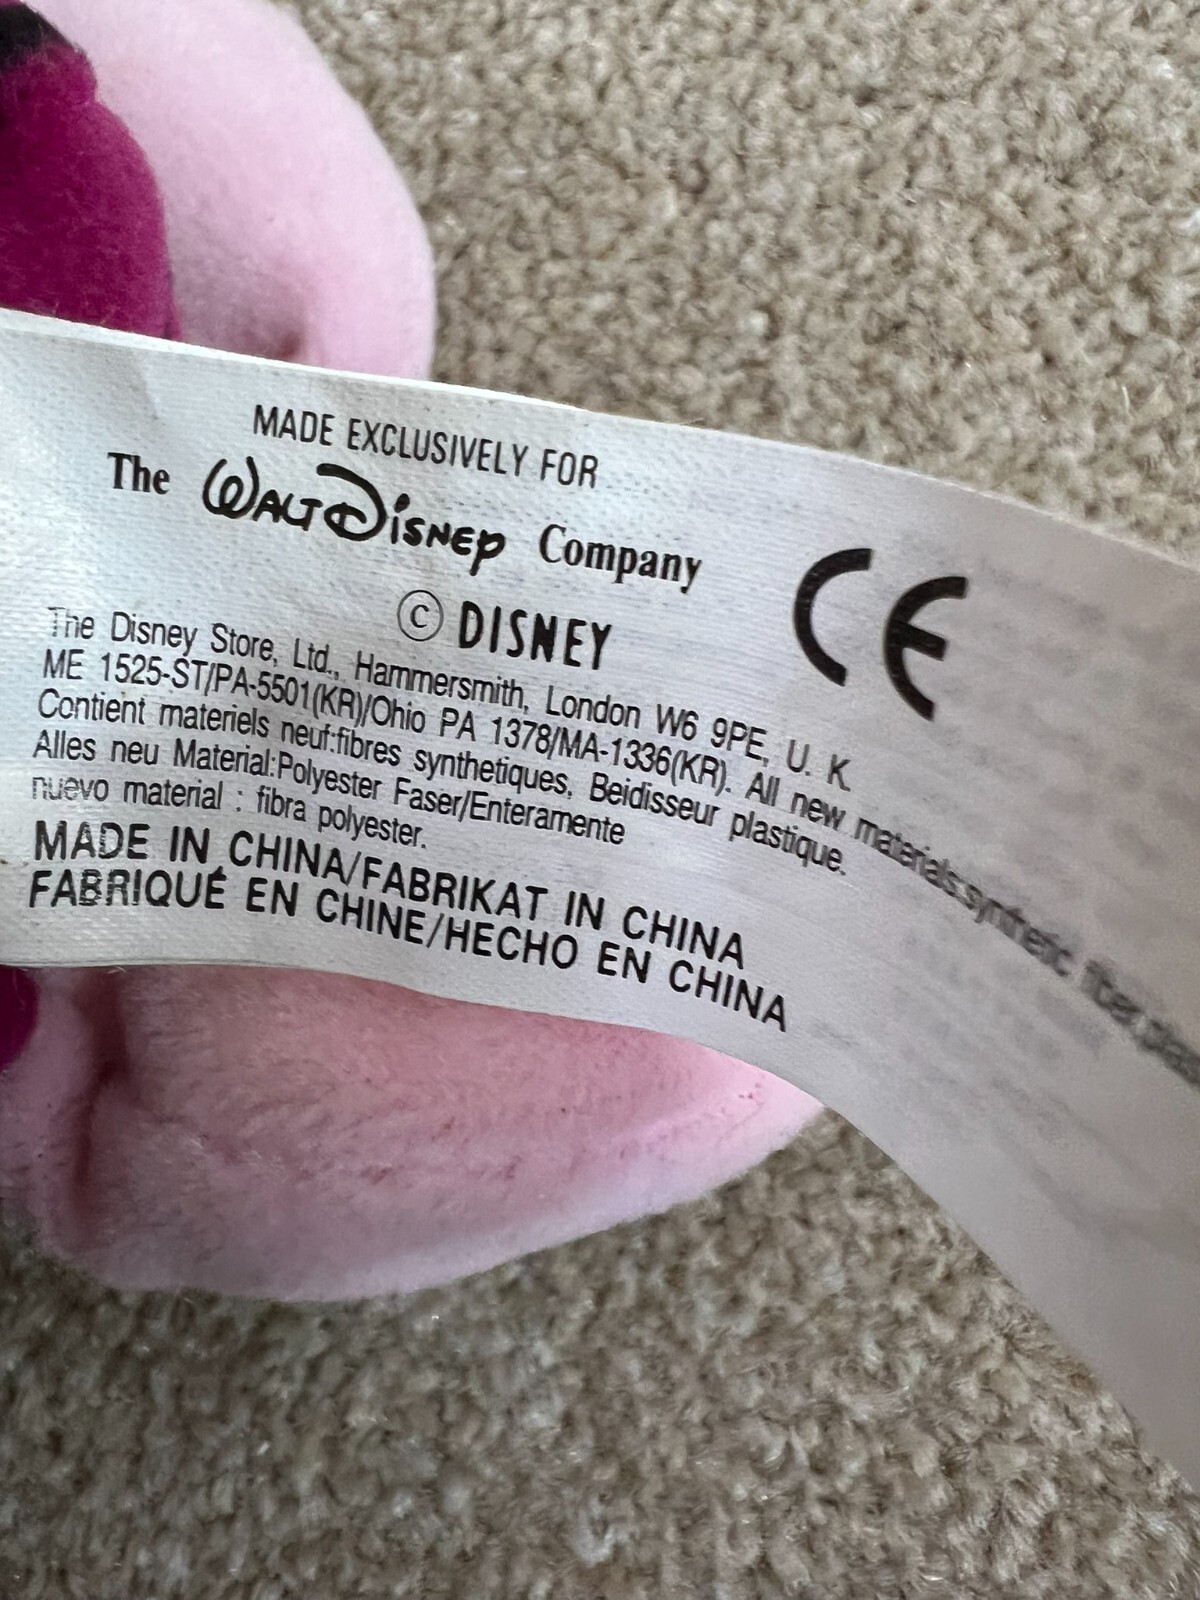 MADE EXCLUSIVELY FOR
The WALT DISNEY Company
© DISNEY
CE
The Disney Store, Ltd., Hammersmith, London W6 9PE, U. K.
ME 1525-ST/PA-5501(KR)/Ohio PA 1378/MA-1336(KR). All new materials:synthetic fiber,
Contient materiels neuf:fibres synthetiques, Beidisseur plastique.
Alles neu Material:Polyester Faser/Enteramente
nuevo material : fibra polyester.
MADE IN CHINA/FABRIKAT IN CHINA
FABRIQUÉ EN CHINE/HECHO EN CHINA